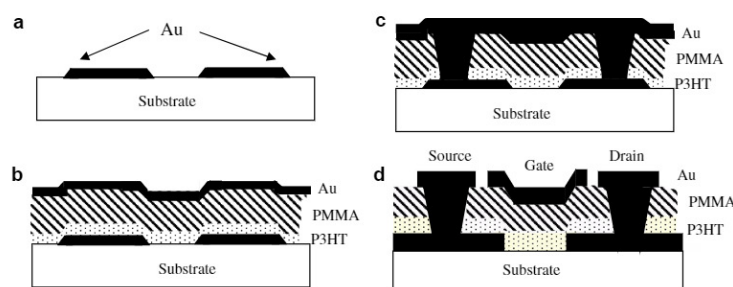 a
Au
Substrate
b
Au
PMMA
P3HT
Substrate
c
Au
PMMA
P3HT
Substrate
d
Source
Gate
Drain
Au
PMMA
P3HT
Substrate